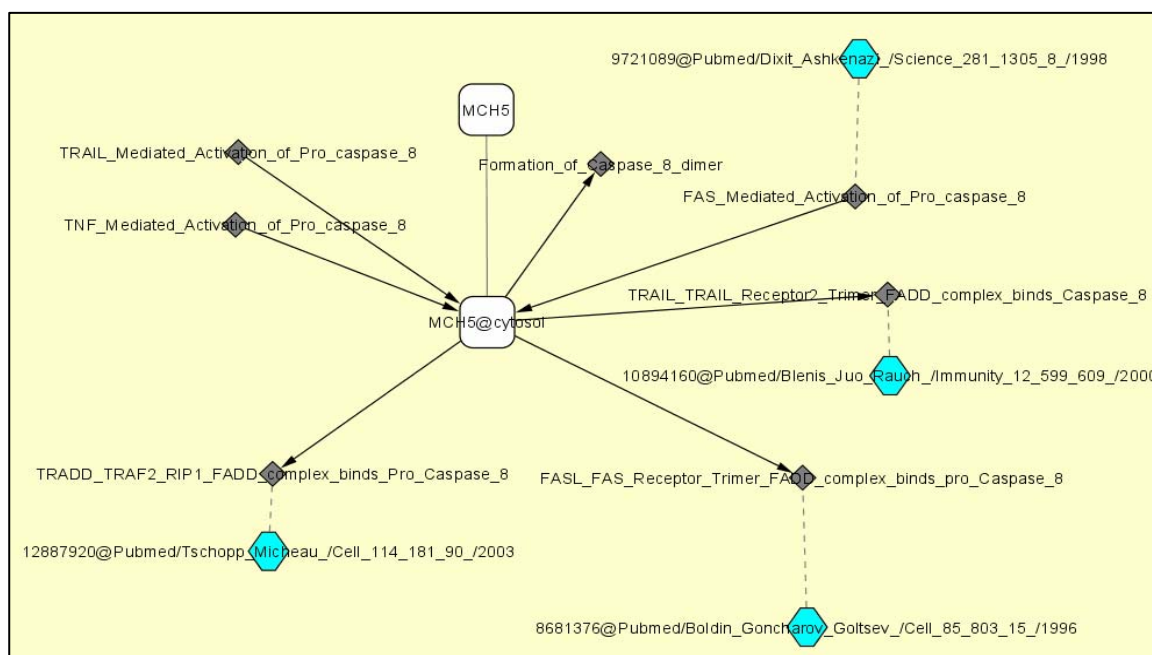 9721089@Pubmed/Dixit_Ashkenazi_/Science_281_1305_8_/1998
MCH5
TRAIL_Mediated_Activation_of_Pro_caspase_8
Formation_of_Caspase_8_dimer
FAS_Mediated_Activation_of_Pro_caspase_8
TNF_Mediated_Activation_of_Pro_caspase_8
TRAIL_TRAIL_Receptor2_Trimer_FADD_complex_binds_Caspase_8
MCH5@cytosol
10894160@Pubmed/Blenis_Juo_Rauch_/Immunity_12_599_609_/2000
TRADD_TRAF2_RIP1_FADD_complex_binds_Pro_Caspase_8
FASL_FAS_Receptor_Trimer_FADD_complex_binds_pro_Caspase_8
12887920@Pubmed/Tschopp_Micheau_/Cell_114_181_90_/2003
8681376@Pubmed/Boldin_Goncharov_Goltsev_/Cell_85_803_15_/1996